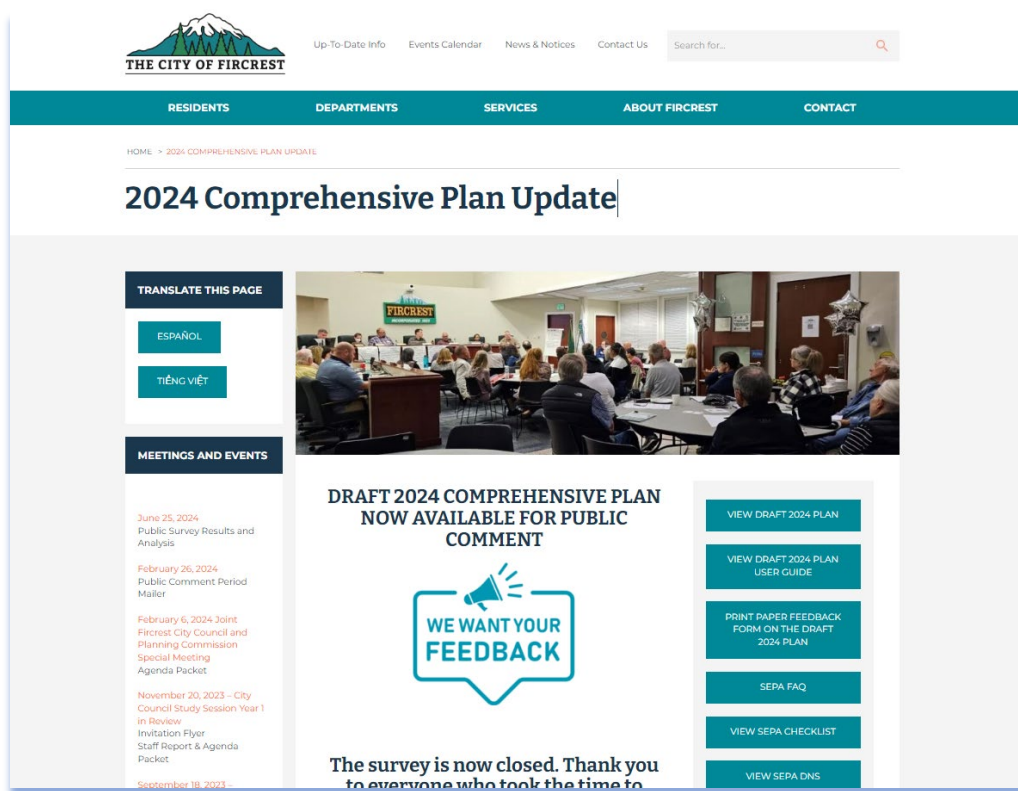 THE CITY OF FIRCREST
Up-To-Date Info
Events Calendar
News & Notices
Contact Us
Search for...
RESIDENTS
DEPARTMENTS
SERVICES
ABOUT FIRCREST
CONTACT
HOME > 2024 COMPREHENSIVE PLAN UPDATE
2024 Comprehensive Plan Update
TRANSLATE THIS PAGE
ESPAÑOL
TIẾNG VIỆT
MEETINGS AND EVENTS
June 25, 2024
Public Survey Results and
Analysis
February 26, 2024
Public Comment Period
Mailer
February 6, 2024 Joint
Fircrest City Council and
Planning Commission
Special Meeting
Agenda Packet
November 20, 2023 – City
Council Study Session Year 1
in Review
Invitation Flyer
Staff Report & Agenda
Packet
September 18, 2023 –
FIRCREST
DRAFT 2024 COMPREHENSIVE PLAN
NOW AVAILABLE FOR PUBLIC
COMMENT
WE WANT YOUR
FEEDBACK
The survey is now closed. Thank you
to everyone who took the time to
VIEW DRAFT 2024 PLAN
VIEW DRAFT 2024 PLAN
USER GUIDE
PRINT PAPER FEEDBACK
FORM ON THE DRAFT
2024 PLAN
SEPA FAQ
VIEW SEPA CHECKLIST
VIEW SEPA DNS